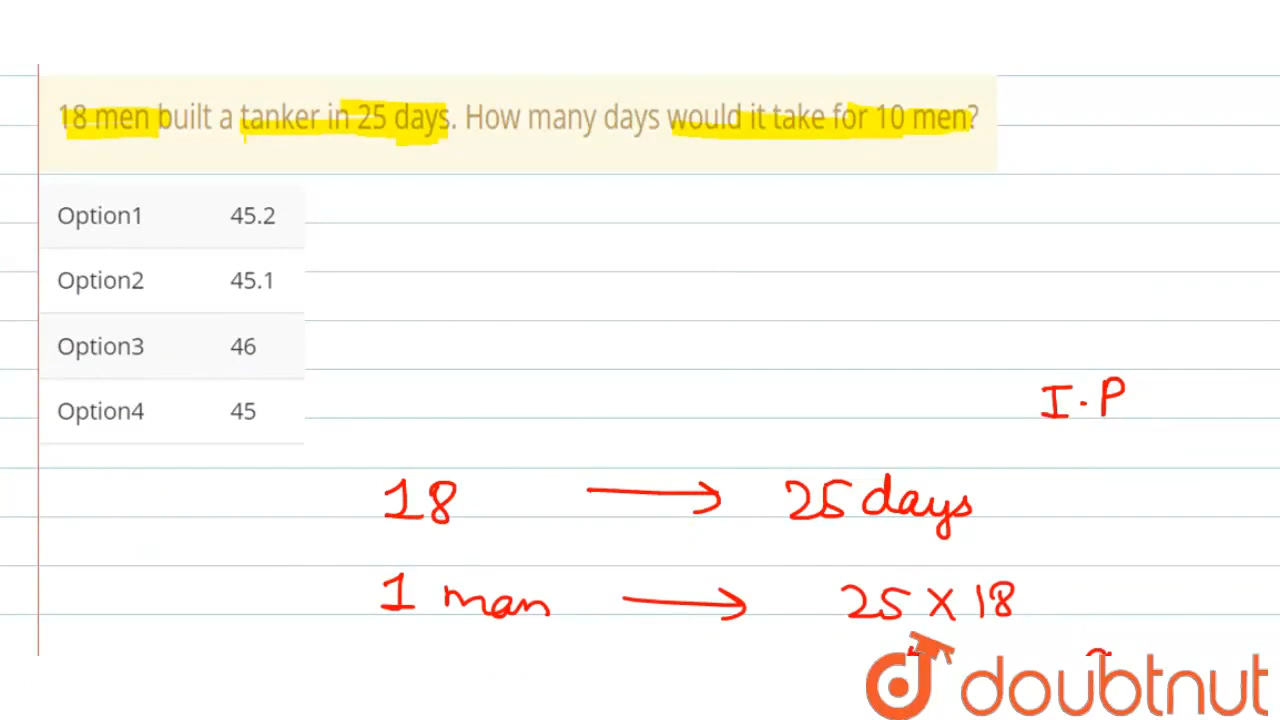 18 men built a tanker in 25 days. How many days would it take for 10 men?
Option1 45.2
Option2 45.1
Option3 46
Option4 45
I.P
18 → 25 days
1 man → 25 × 18
doubtnut